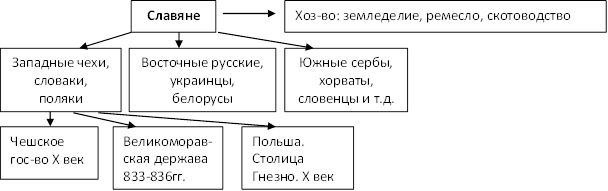 Славяне
Хоз-во: земледелие, ремесло, скотоводство
Западные чехи,
словаки,
поляки
Восточные русские,
украинцы,
белорусы
Южные сербы,
хорваты,
словенцы и т.д.
Чешское
гос-во X век
Великоморав-
ская держава
833-836гг.
Польша.
Столица
Гнезно. X век